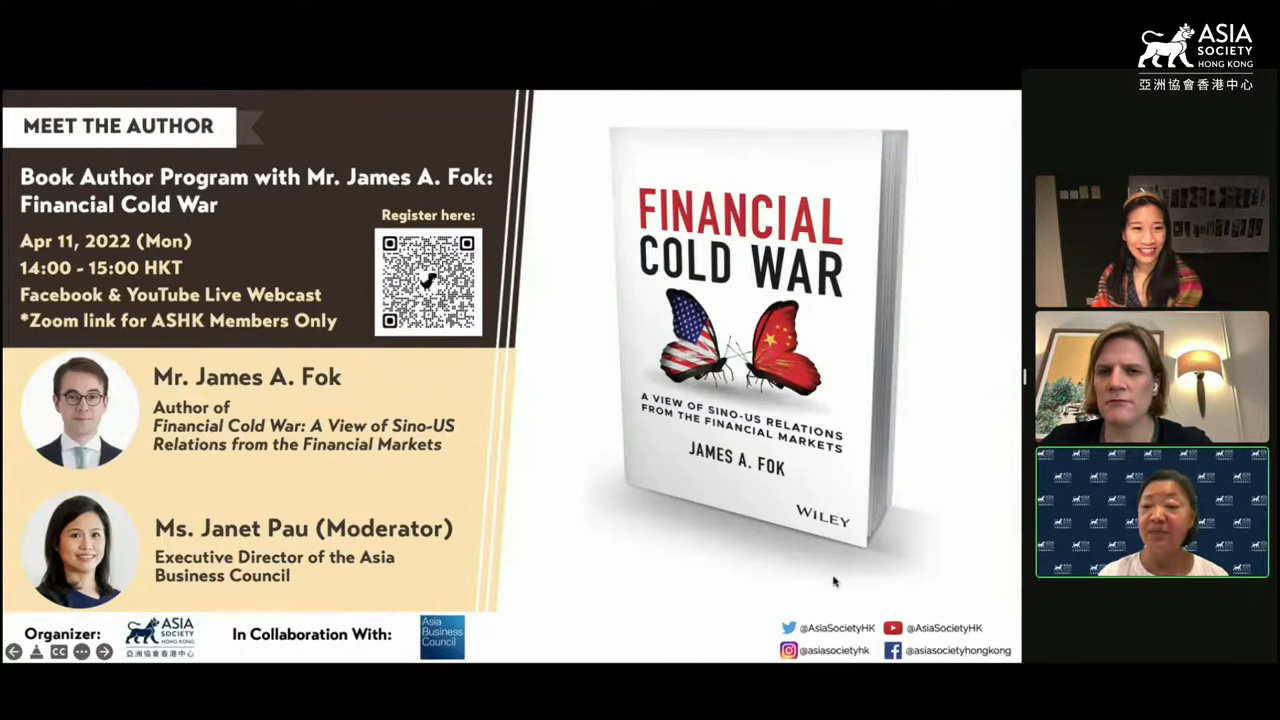 ASIA
SOCIETY
HONG KONG
亞洲協會香港中心
MEET THE AUTHOR
Book Author Program with Mr. James A. Fok:
Financial Cold War
Register here:
Apr 11, 2022 (Mon)
14:00 - 15:00 HKT
Facebook & YouTube Live Webcast
*Zoom link for ASHK Members Only
Mr. James A. Fok
Author of
Financial Cold War: A View of Sino-US
Relations from the Financial Markets
Ms. Janet Pau (Moderator)
Executive Director of the Asia
Business Council
Organizer:
ASIA
SOCIETY
HONG KONG
亞洲協會香港中心
In Collaboration With:
Asia
Business
Council
FINANCIAL
COLD WAR
A VIEW OF SINO-US RELATIONS
FROM THE FINANCIAL MARKETS
JAMES A. FOK
WILEY
@AsiaSocietyHK
@AsiaSocietyHK
@asiasocietyhk
@asiasocietyhongkong
CC